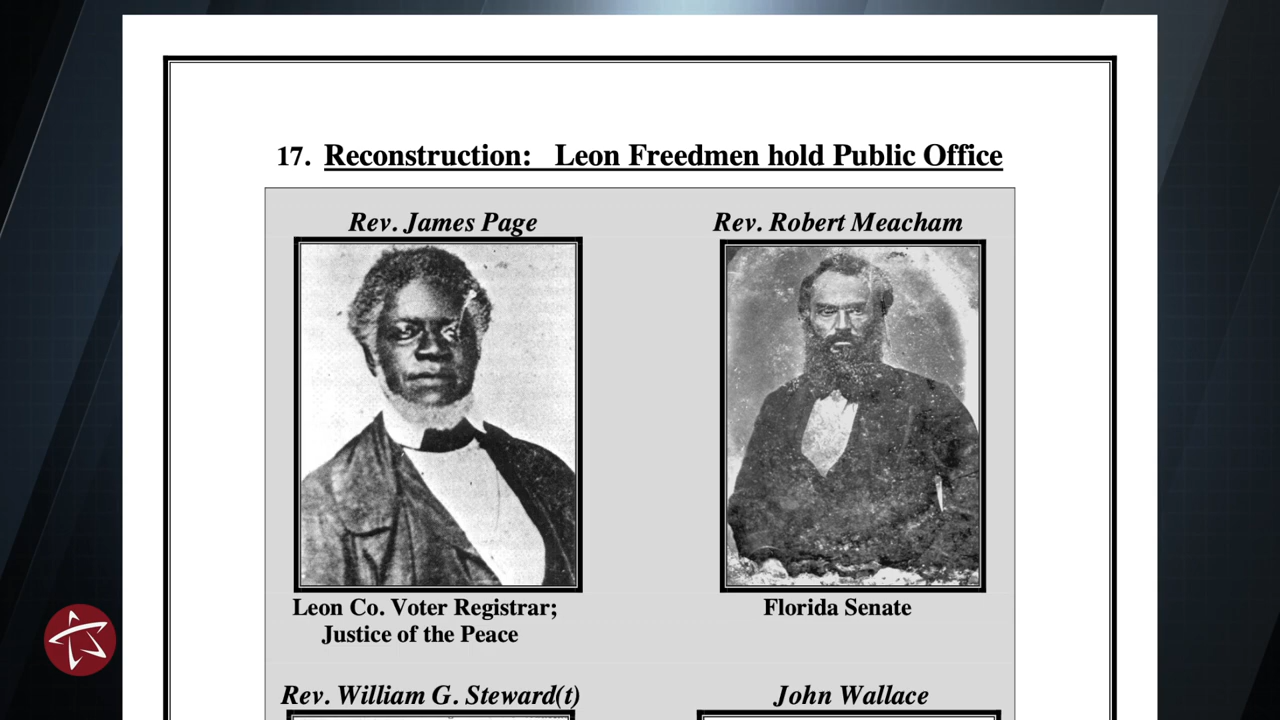 17. Reconstruction: Leon Freedmen hold Public Office
Rev. James Page
Rev. Robert Meacham
Leon Co. Voter Registrar;
Justice of the Peace
Florida Senate
Rev. William G. Steward(t)
John Wallace